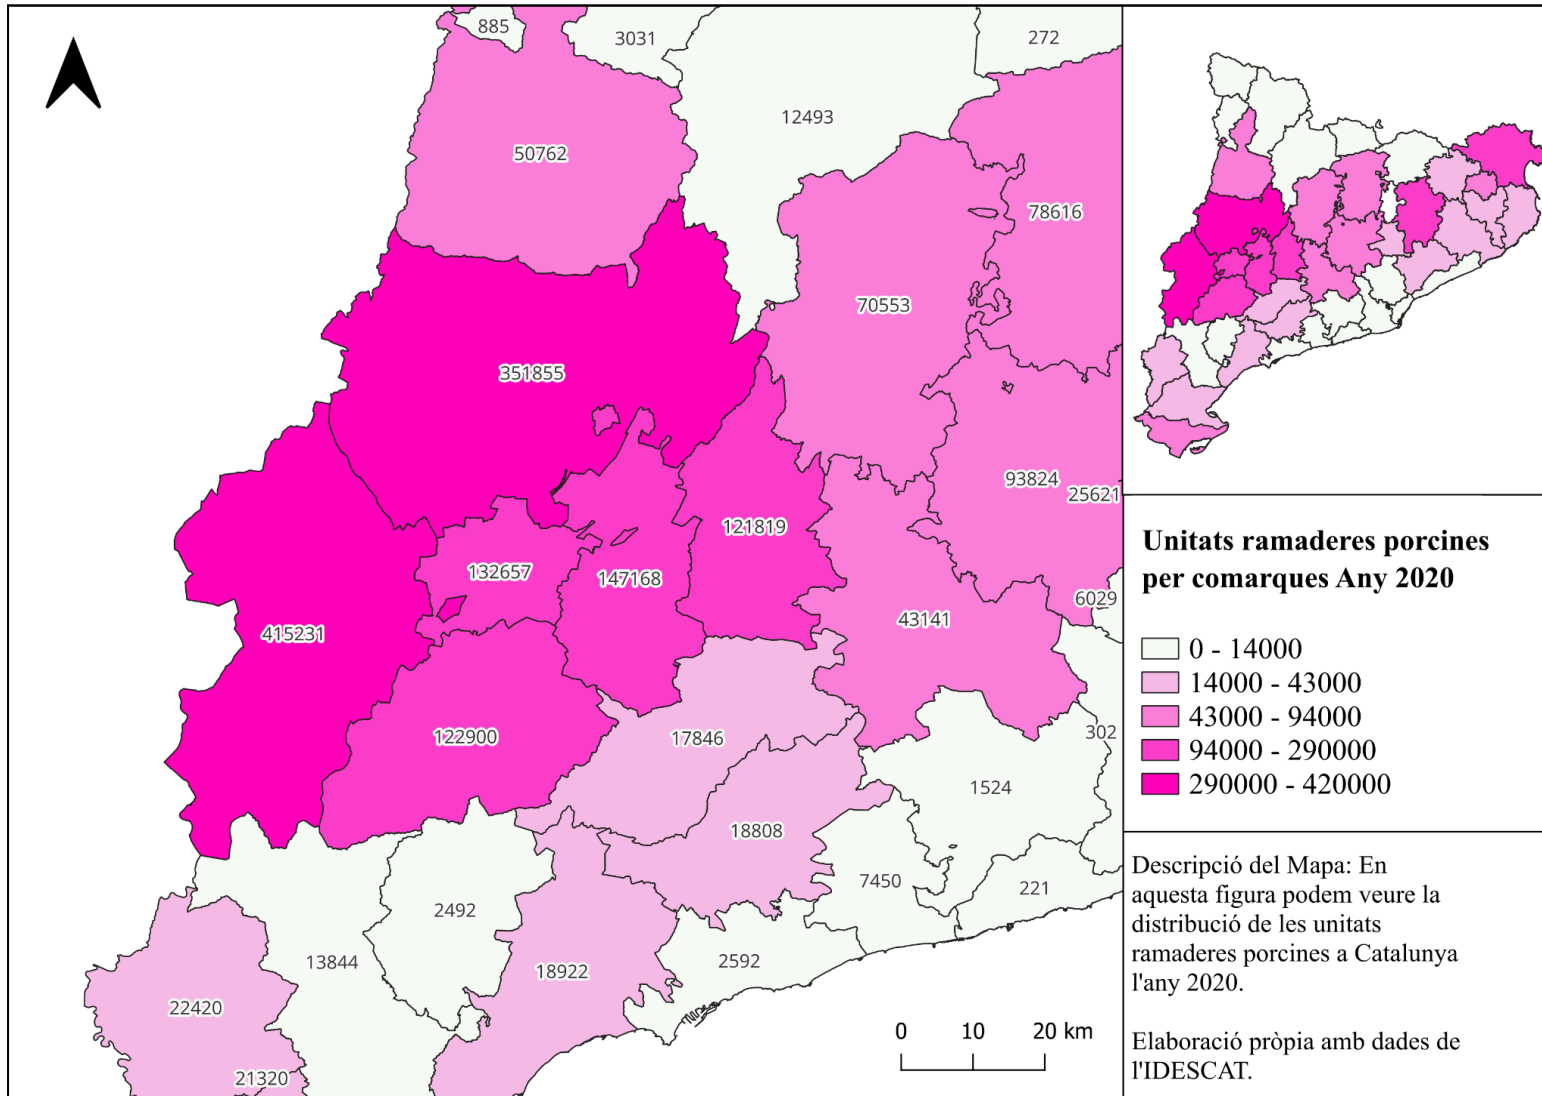 885
3031
272
12493
50762
78616
70553
351855
93824
25621
121819
132657
147168
6029
43141
415231
302
122900
17846
1524
18808
7450
221
2492
2592
13844
18922
22420
21320
0 10 20 km
Unitats ramaderes porcines
per comarques Any 2020
0 - 14000
14000 - 43000
43000 - 94000
94000 - 290000
290000 - 420000
Descripció del Mapa: En
aquesta figura podem veure la
distribució de les unitats
ramaderes porcines a Catalunya
l'any 2020.
Elaboració pròpia amb dades de
l'IDESCAT.